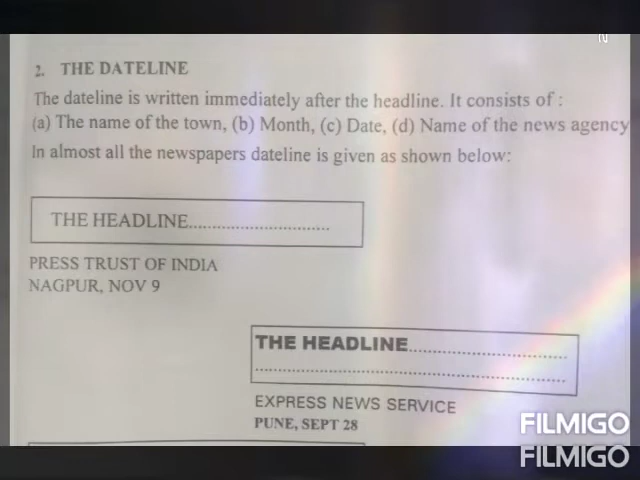 2. THE DATELINE
The dateline is written immediately after the headline. It consists of :
(a) The name of the town, (b) Month, (c) Date, (d) Name of the news agency
In almost all the newspapers dateline is given as shown below:
THE HEADLINE..............................
PRESS TRUST OF INDIA
NAGPUR, NOV 9
THE HEADLINE..................................
..................................................................
EXPRESS NEWS SERVICE
PUNE, SEPT 28
FILMIGO
FILMIGO